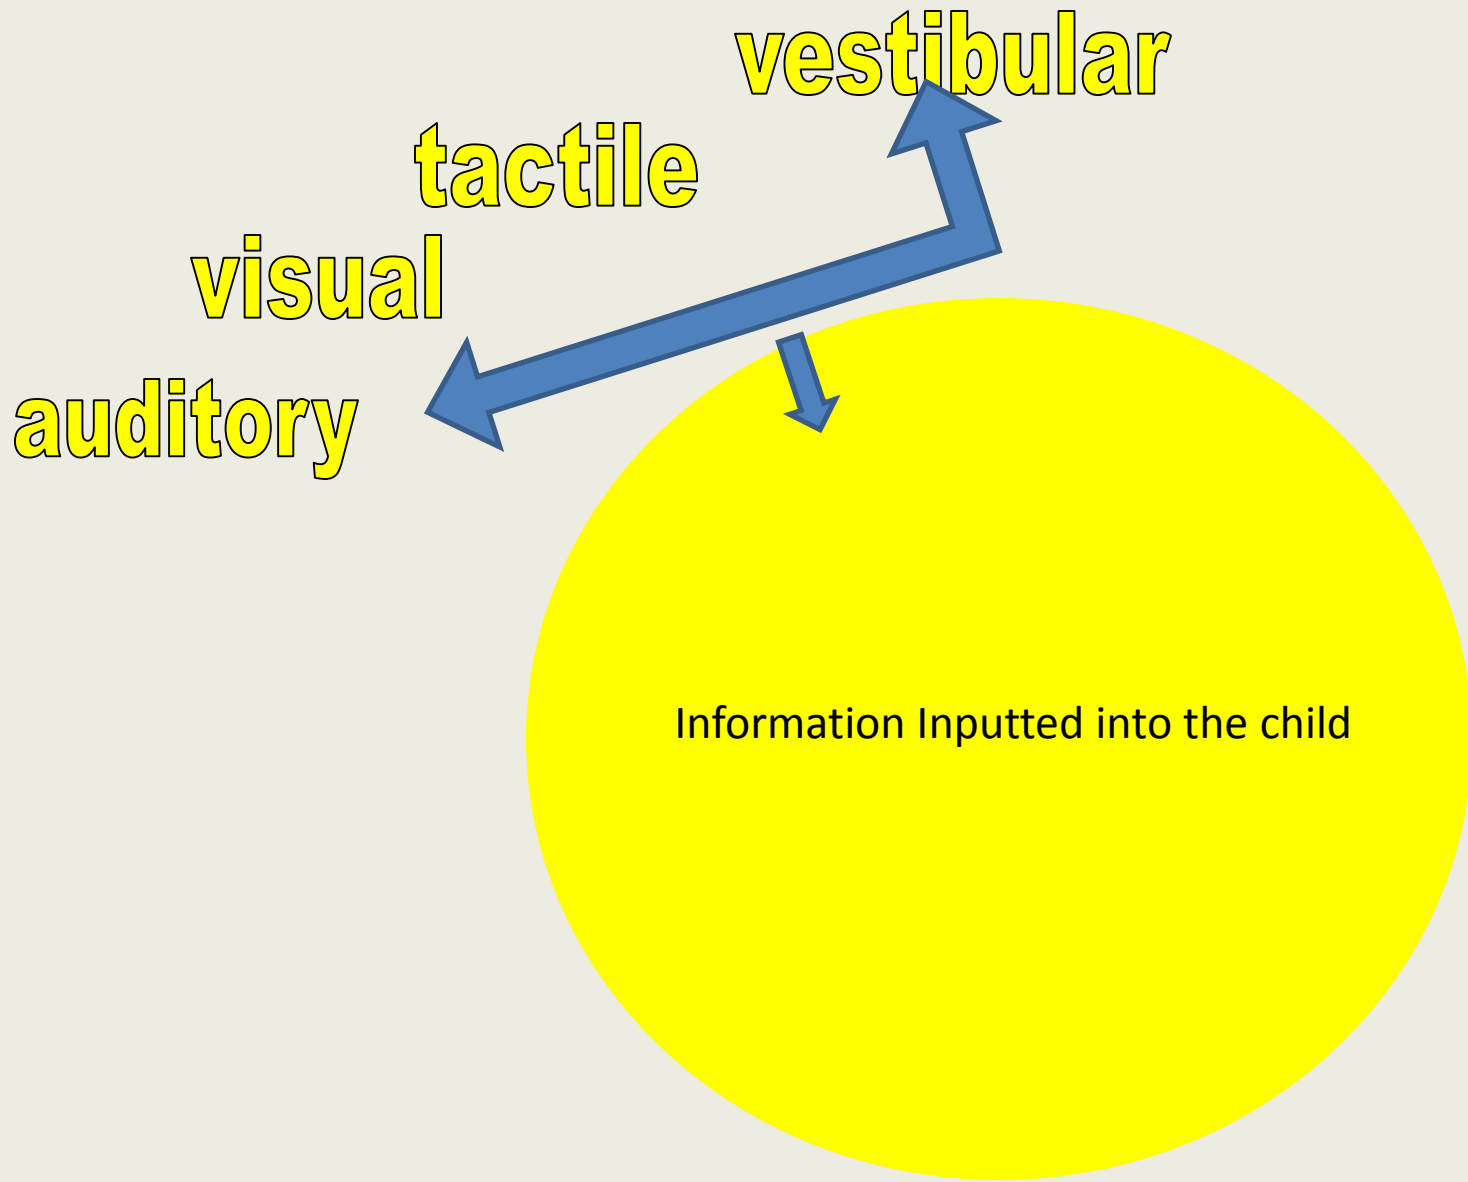 vestibular
tactile
visual
auditory
Information Inputted into the child